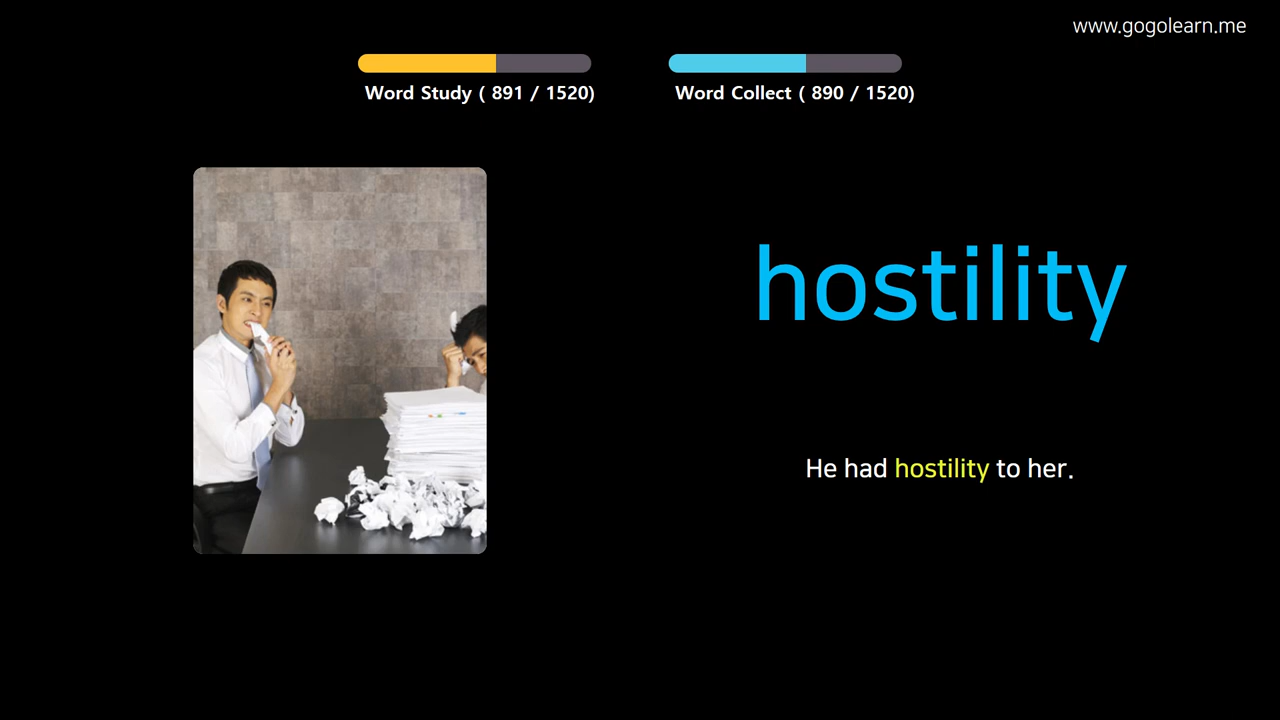 www.gogolearn.me
Word Study ( 891 / 1520)
Word Collect ( 890 / 1520)
hostility
He had hostility to her.